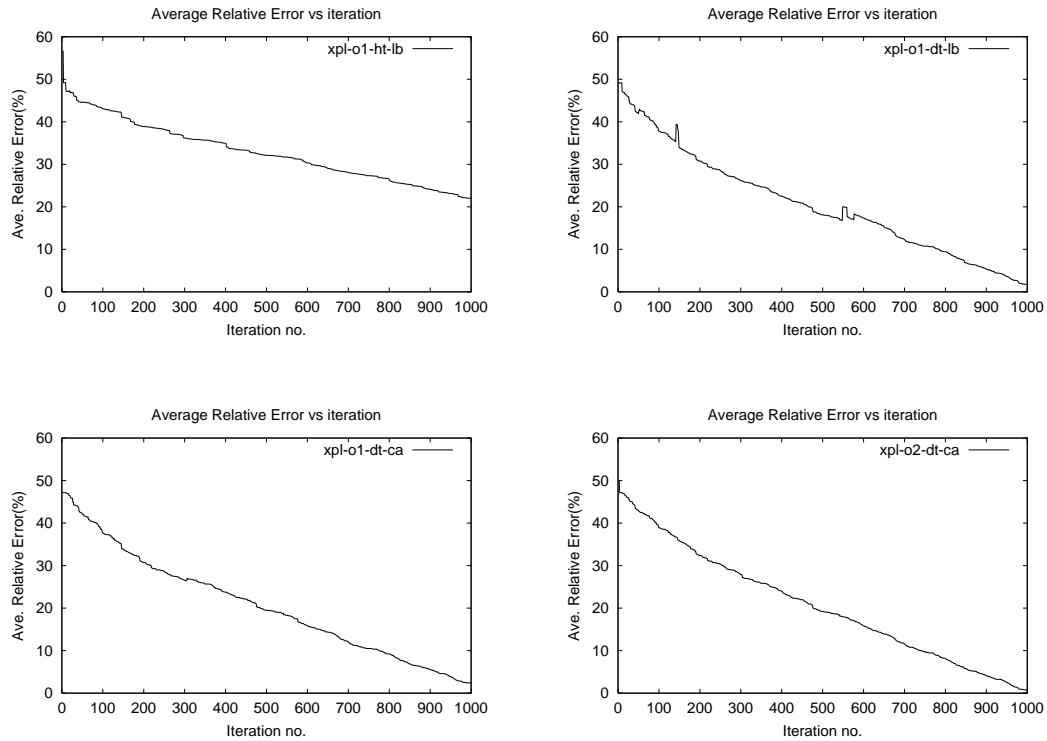 Average Relative Error vs iteration
60
50
40
30
20
10
0
Ave. Relative Error(%)
xpl-o1-ht-lb
0 100 200 300 400 500 600 700 800 900 1000
Iteration no.
Average Relative Error vs iteration
60
50
40
30
20
10
0
Ave. Relative Error(%)
xpl-o1-dt-lb
0 100 200 300 400 500 600 700 800 900 1000
Iteration no.
Average Relative Error vs iteration
60
50
40
30
20
10
0
Ave. Relative Error(%)
xpl-o1-dt-ca
0 100 200 300 400 500 600 700 800 900 1000
Iteration no.
Average Relative Error vs iteration
60
50
40
30
20
10
0
Ave. Relative Error(%)
xpl-o2-dt-ca
0 100 200 300 400 500 600 700 800 900 1000
Iteration no.